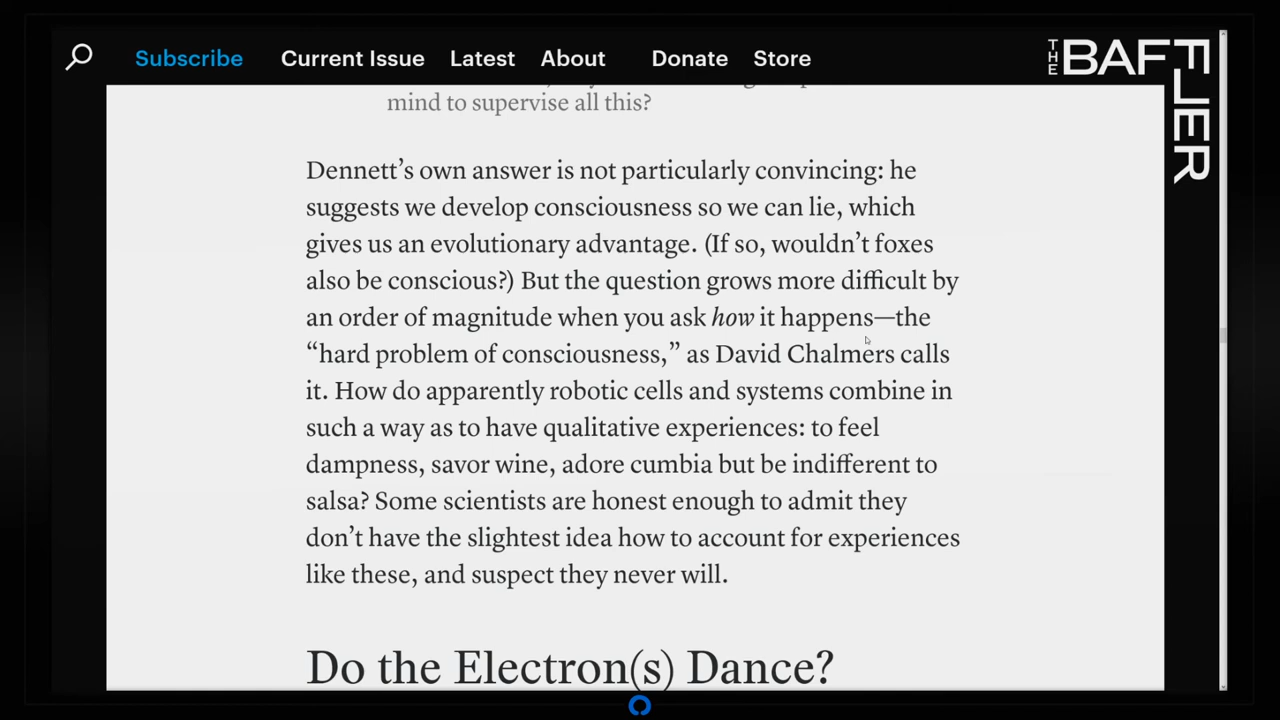 Subscribe Current Issue Latest About Donate Store
THE BAFFLER
mind to supervise all this?
Dennett’s own answer is not particularly convincing: he
suggests we develop consciousness so we can lie, which
gives us an evolutionary advantage. (If so, wouldn’t foxes
also be conscious?) But the question grows more difficult by
an order of magnitude when you ask how it happens—the
“hard problem of consciousness,” as David Chalmers calls
it. How do apparently robotic cells and systems combine in
such a way as to have qualitative experiences: to feel
dampness, savor wine, adore cumbia but be indifferent to
salsa? Some scientists are honest enough to admit they
don’t have the slightest idea how to account for experiences
like these, and suspect they never will.
Do the Electron(s) Dance?